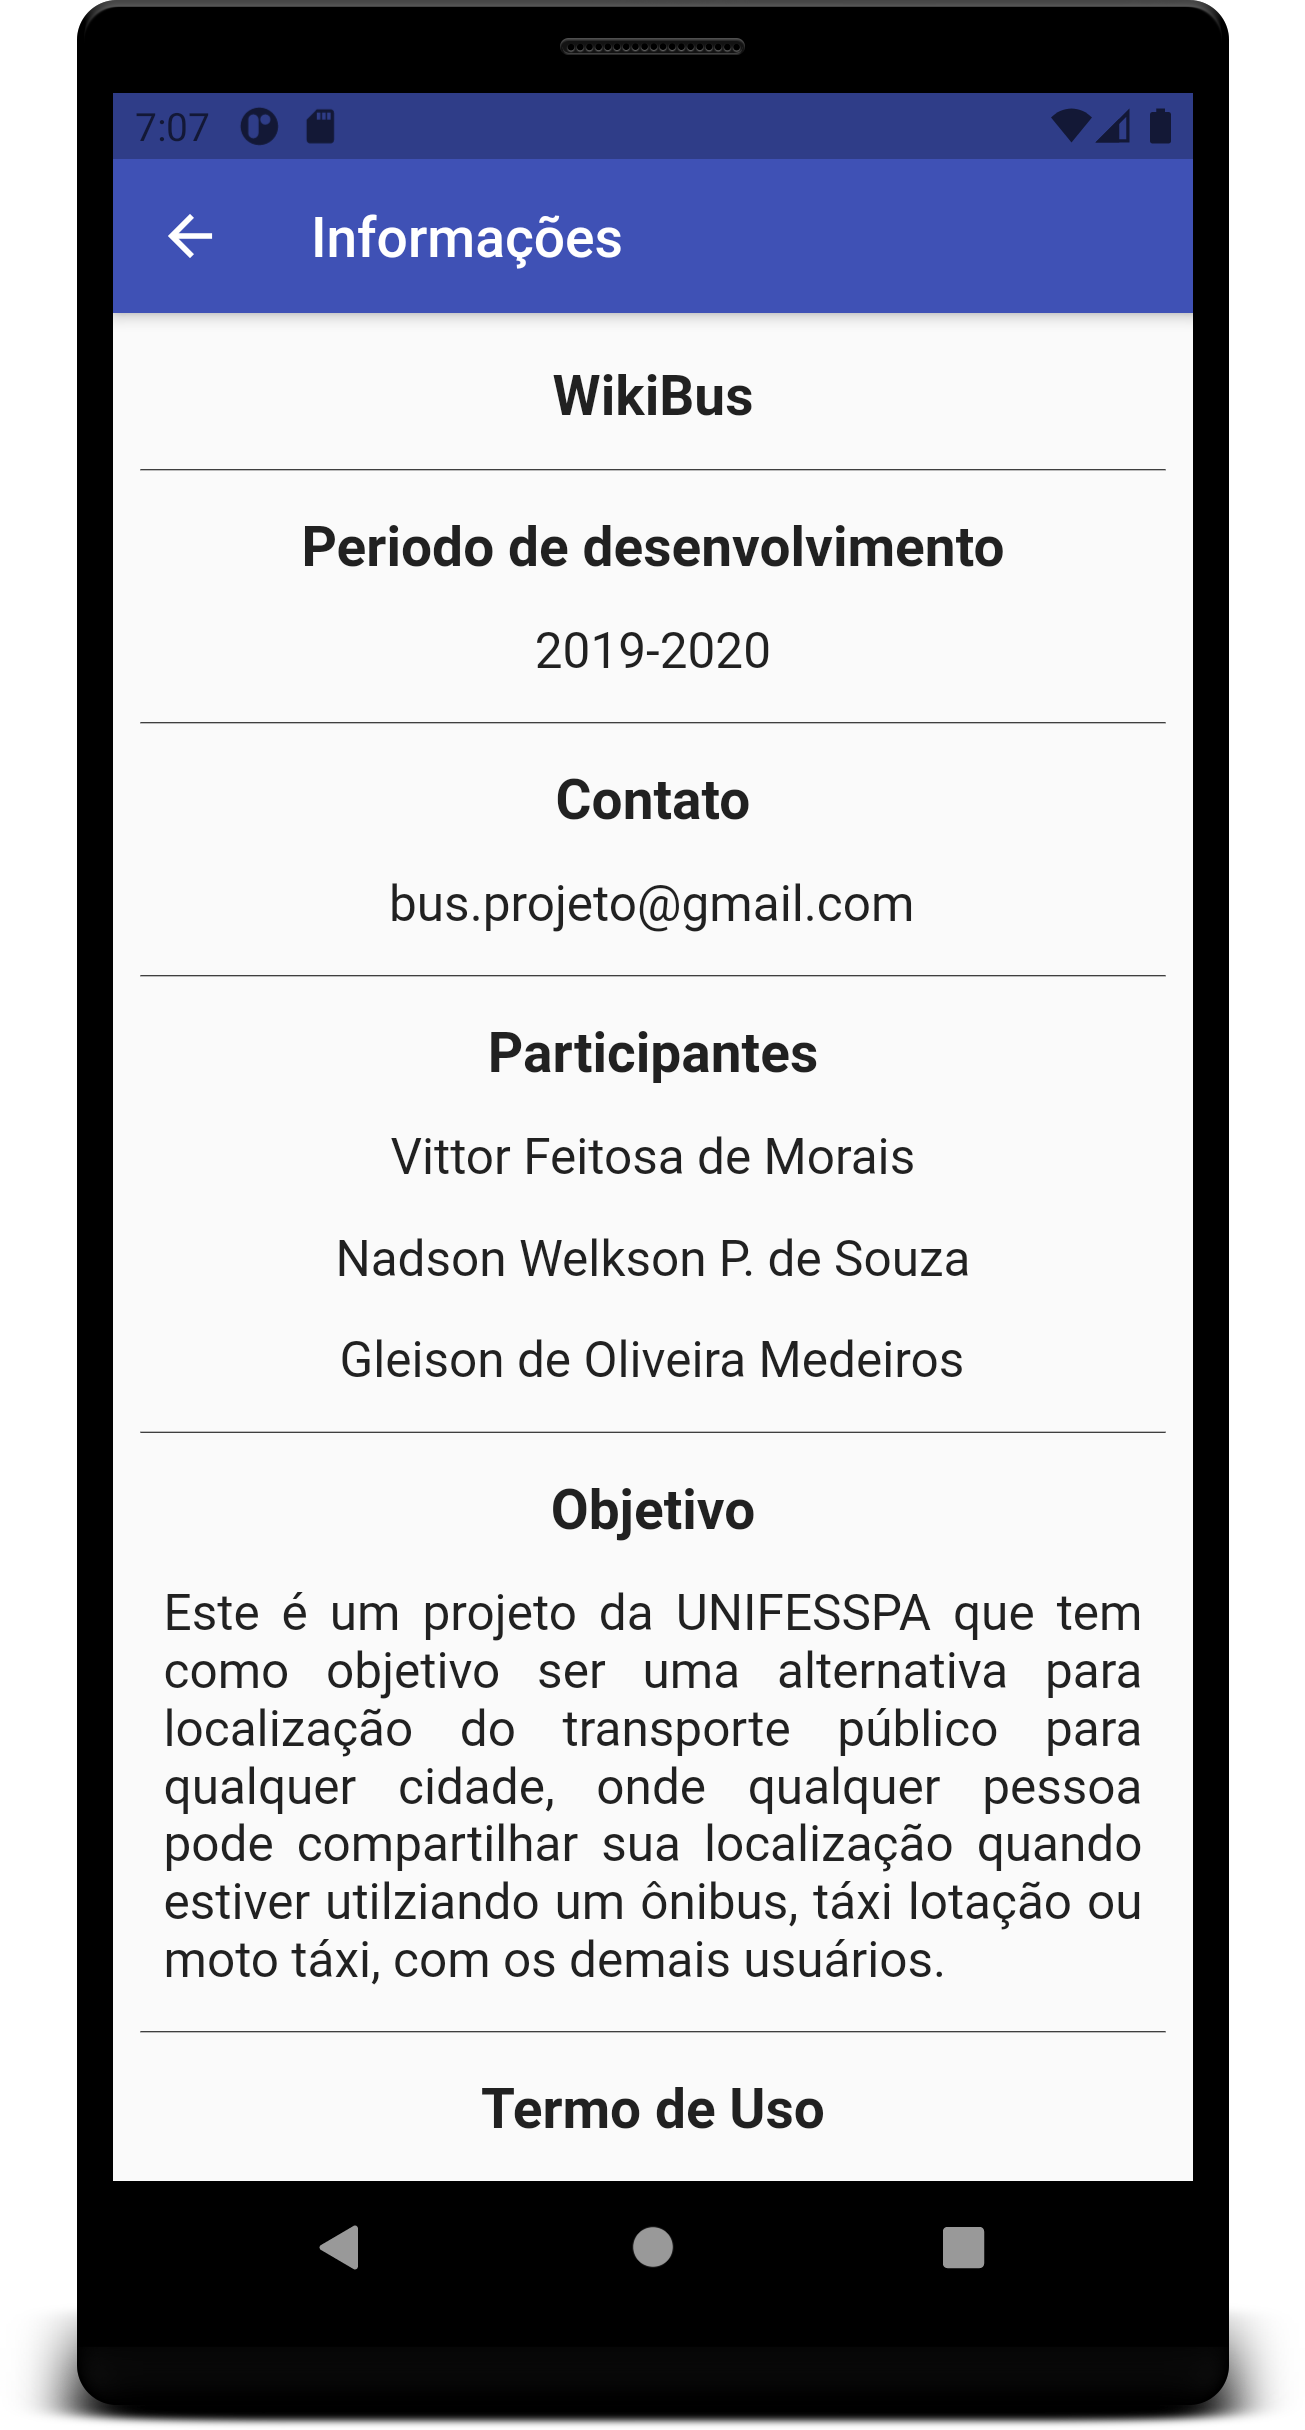 7:07
Informações
WikiBus
Periodo de desenvolvimento
2019-2020
Contato
bus.projeto@gmail.com
Participantes
Vittor Feitosa de Morais
Nadson Welkson P. de Souza
Gleison de Oliveira Medeiros
Objetivo
Este é um projeto da UNIFESSPA que tem
como objetivo ser uma alternativa para
localização do transporte público para
qualquer cidade, onde qualquer pessoa
pode compartilhar sua localização quando
estiver utilziando um ônibus, táxi lotação ou
moto táxi, com os demais usuários.
Termo de Uso